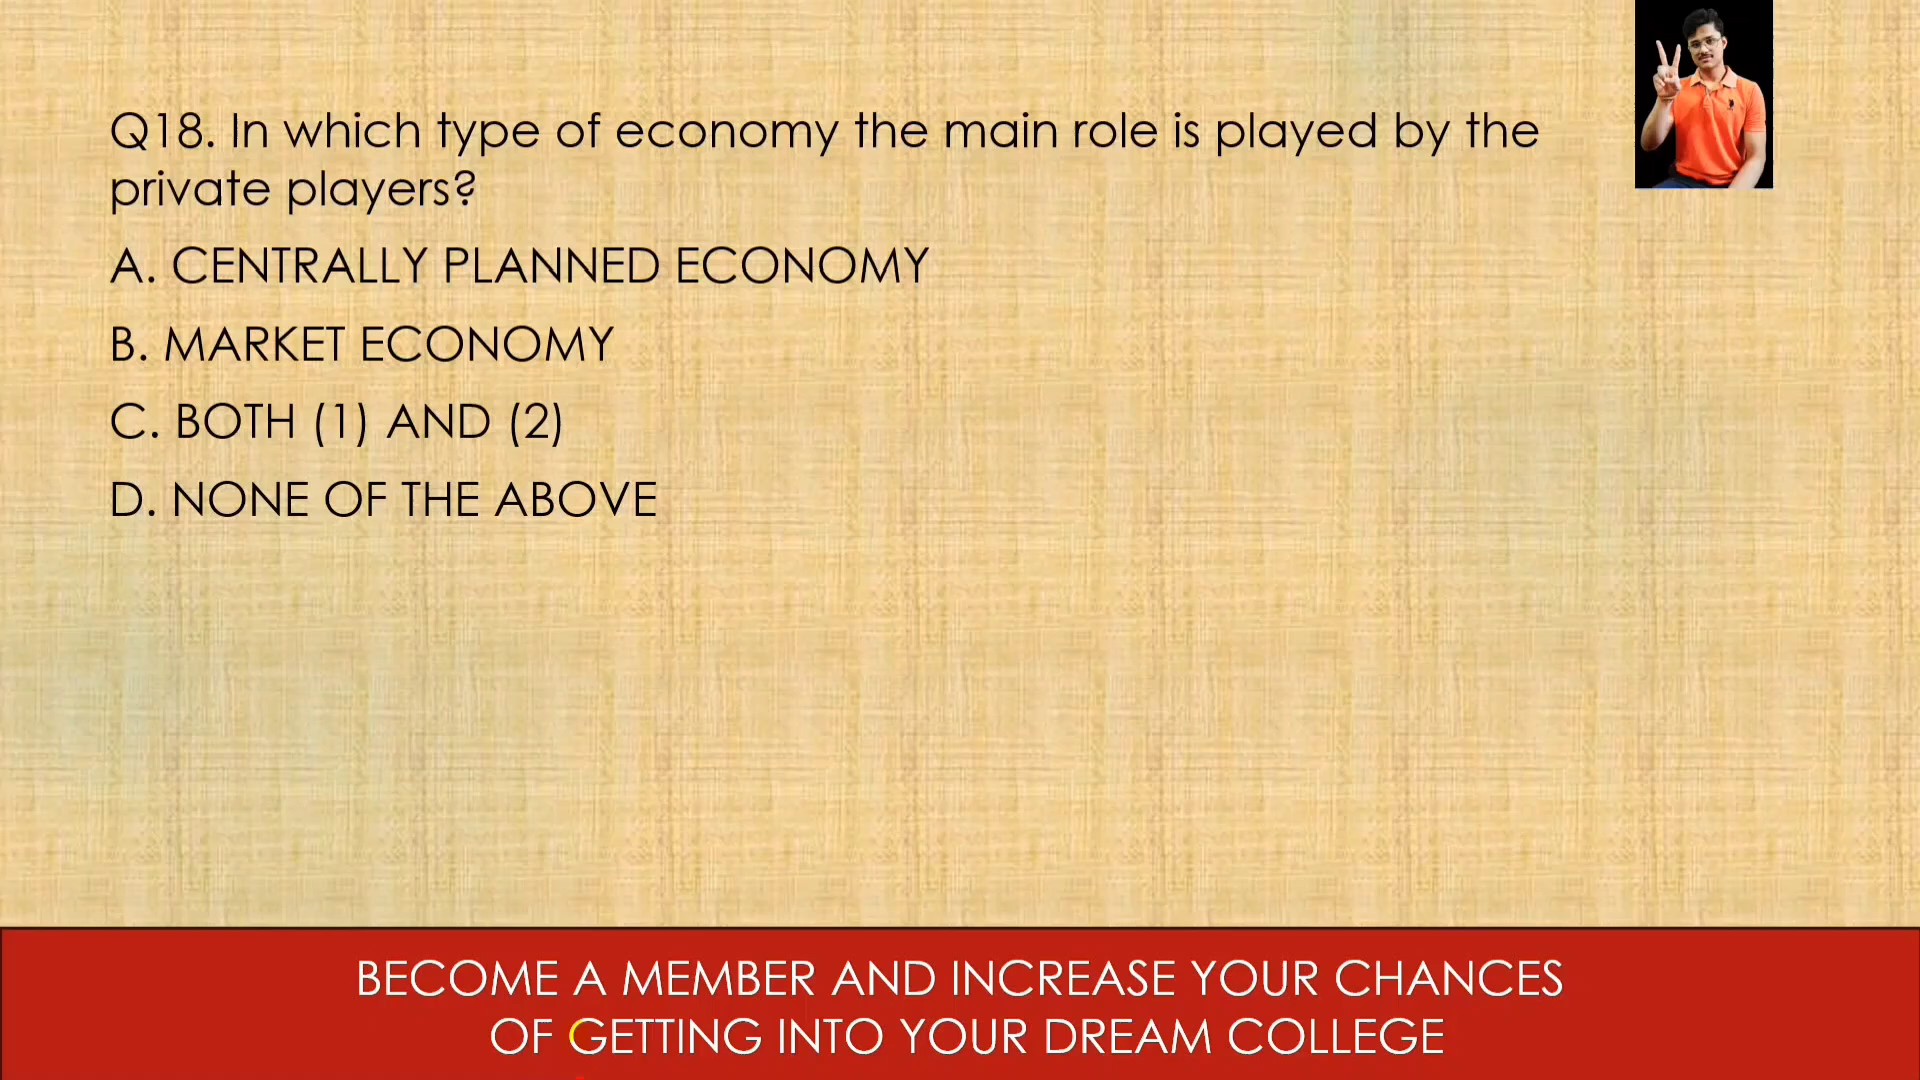 Q18. In which type of economy the main role is played by the
private players?
A. CENTRALLY PLANNED ECONOMY
B. MARKET ECONOMY
C. BOTH (1) AND (2)
D. NONE OF THE ABOVE
BECOME A MEMBER AND INCREASE YOUR CHANCES
OF GETTING INTO YOUR DREAM COLLEGE